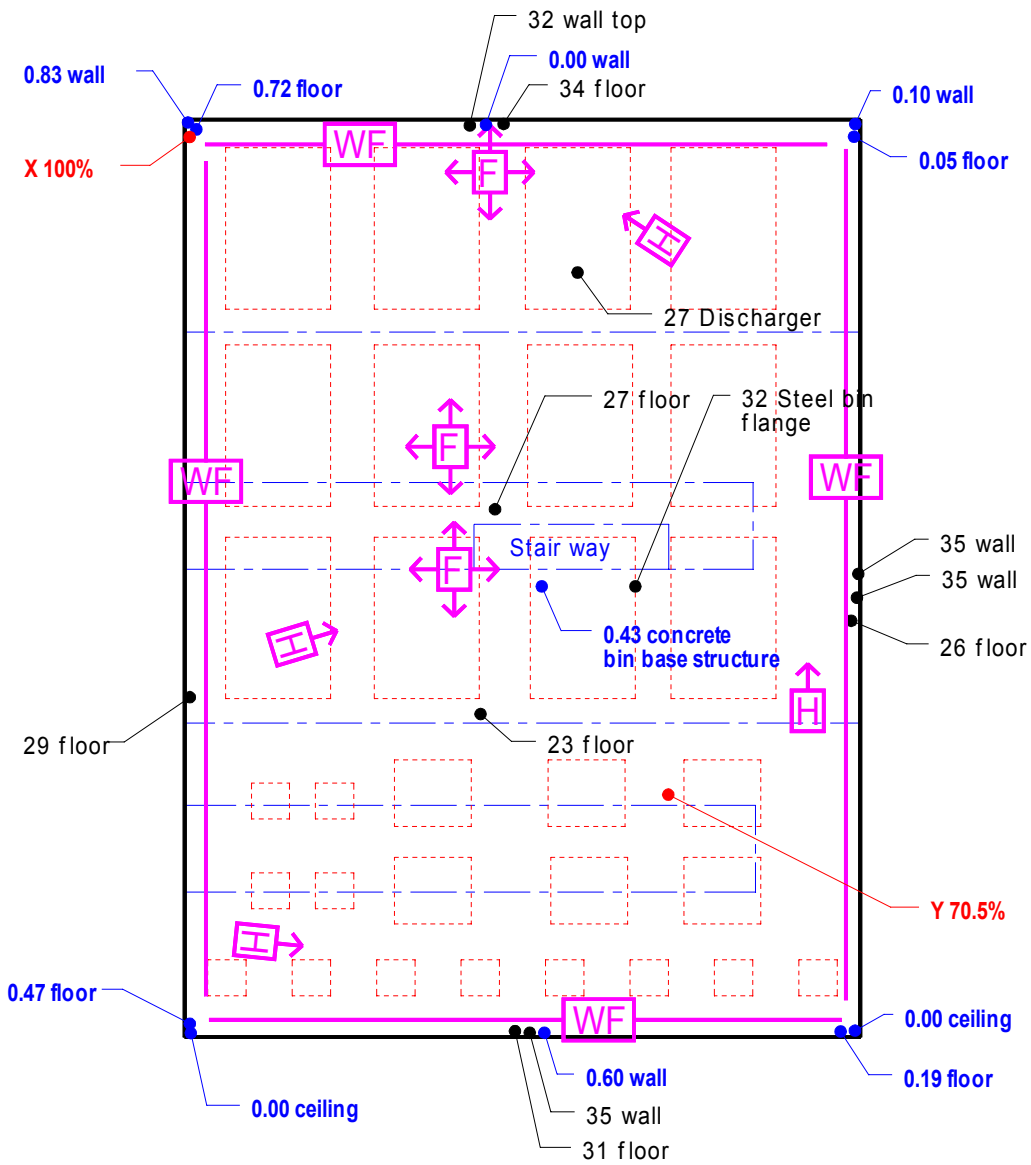 32 wall top
0.00 wall
0.83 wall
0.72 floor
34 floor
0.10 wall
WF
0.05 floor
X 100%
F
H
27 Discharger
27 floor
32 Steel bin
flange
F
WF
WF
Stair way
35 wall
F
35 wall
0.43 concrete
bin base structure
26 floor
H
H
29 floor
23 floor
Y 70.5%
H
0.47 floor
WF
0.00 ceiling
0.60 wall
0.19 floor
0.00 ceiling
35 wall
31 floor